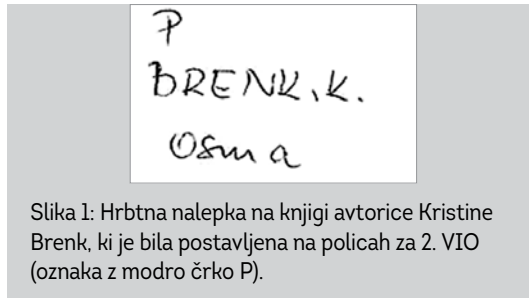 P
BRENK, K.
Osma
Slika 1: Hrbtna nalepka na knjigi avtorice Kristine
Brenk, ki je bila postavljena na policah za 2. VIO
(oznaka z modro črko P).